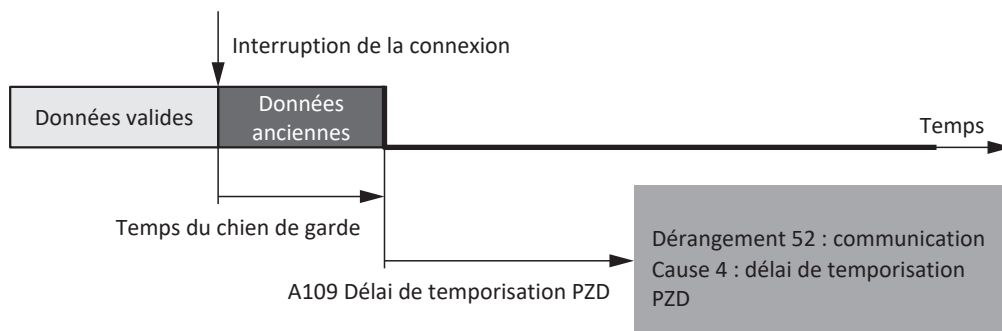 Interruption de la connexion
Données valides
Données
anciennes
Temps
Temps du chien de garde
A109 Délai de temporisation PZD
Dérangement 52 : communication
Cause 4 : délai de temporisation
PZD